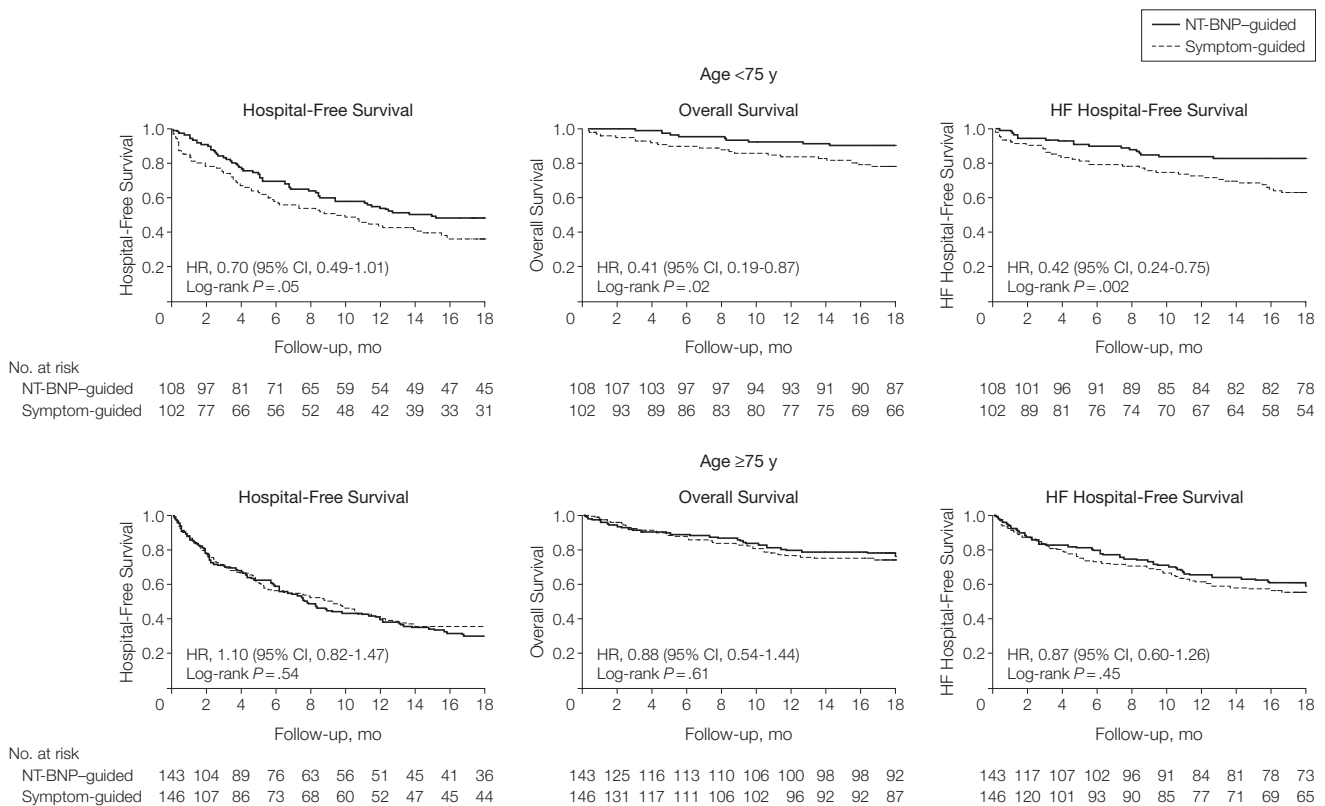 NT-BNP–guided
Symptom-guided
Age <75 y
Hospital-Free Survival
Overall Survival
HF Hospital-Free Survival
Hospital-Free Survival
1.0
0.8
0.6
0.4
0.2
HR, 0.70 (95% CI, 0.49-1.01)
Log-rank P = .05
0 2 4 6 8 10 12 14 16 18
Follow-up, mo
Overall Survival
1.0
0.8
0.6
0.4
0.2
HR, 0.41 (95% CI, 0.19-0.87)
Log-rank P = .02
0 2 4 6 8 10 12 14 16 18
Follow-up, mo
HF Hospital-Free Survival
1.0
0.8
0.6
0.4
0.2
HR, 0.42 (95% CI, 0.24-0.75)
Log-rank P = .002
0 2 4 6 8 10 12 14 16 18
Follow-up, mo
No. at risk
NT-BNP–guided 108 97 81 71 65 59 54 49 47 45 108 107 103 97 97 94 93 91 90 87 108 101 96 91 89 85 84 82 82 78
Symptom-guided 102 77 66 56 52 48 42 39 33 31 102 93 89 86 83 80 77 75 69 66 102 89 81 76 74 70 67 64 58 54
Age ≥75 y
Hospital-Free Survival
Overall Survival
HF Hospital-Free Survival
Hospital-Free Survival
1.0
0.8
0.6
0.4
0.2
HR, 1.10 (95% CI, 0.82-1.47)
Log-rank P = .54
0 2 4 6 8 10 12 14 16 18
Follow-up, mo
Overall Survival
1.0
0.8
0.6
0.4
0.2
HR, 0.88 (95% CI, 0.54-1.44)
Log-rank P = .61
0 2 4 6 8 10 12 14 16 18
Follow-up, mo
HF Hospital-Free Survival
1.0
0.8
0.6
0.4
0.2
HR, 0.87 (95% CI, 0.60-1.26)
Log-rank P = .45
0 2 4 6 8 10 12 14 16 18
Follow-up, mo
No. at risk
NT-BNP–guided 143 104 89 76 63 56 51 45 41 36 143 125 116 113 110 106 100 98 98 92 143 117 107 102 96 91 84 81 78 73
Symptom-guided 146 107 86 73 68 60 52 47 45 44 146 131 117 111 106 102 96 92 92 87 146 120 101 93 90 85 77 71 69 65